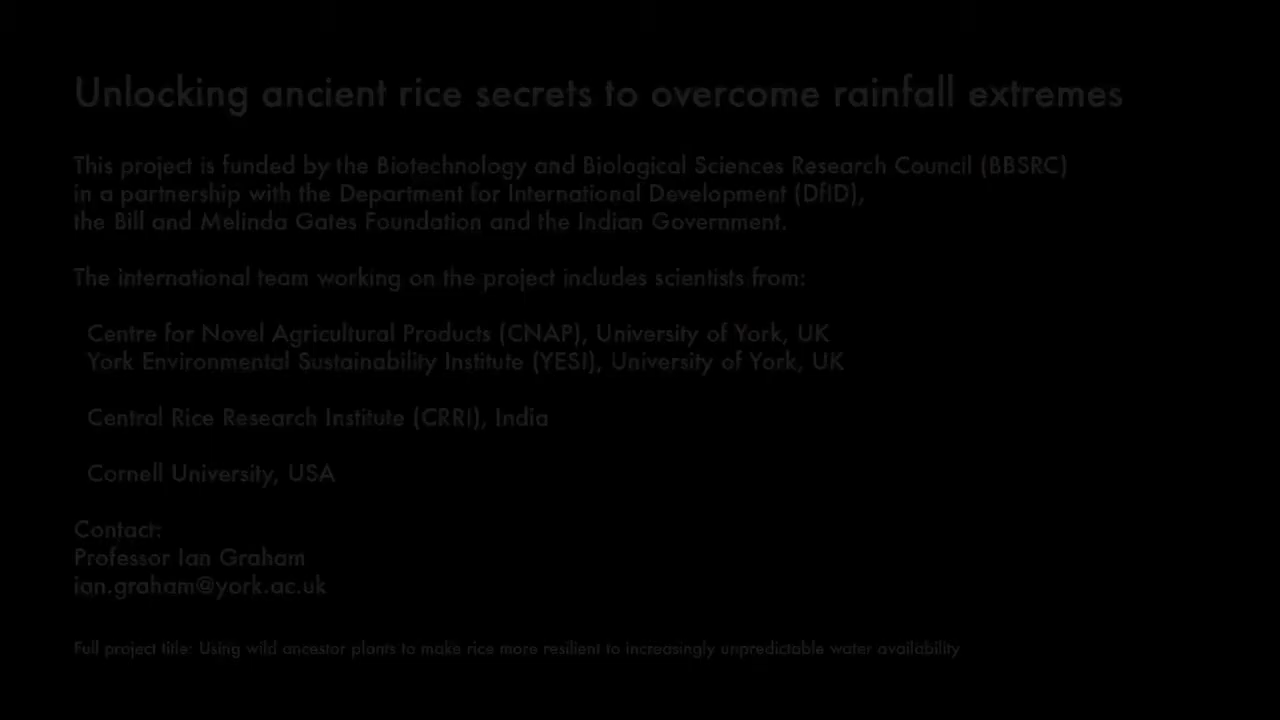 Unlocking ancient rice secrets to overcome rainfall extremes
This project is funded by the Biotechnology and Biological Sciences Research Council (BBSRC)
in a partnership with the Department for International Development (DfID),
the Bill and Melinda Gates Foundation and the Indian Government.
The international team working on the project includes scientists from:
Centre for Novel Agricultural Products (CNAP), University of York, UK
York Environmental Sustainability Institute (YESI), University of York, UK
Central Rice Research Institute (CRRI), India
Cornell University, USA
Contact:
Professor Ian Graham
ian.graham@york.ac.uk
Full project title: Using wild ancestor plants to make rice more resilient to increasingly unpredictable water availability